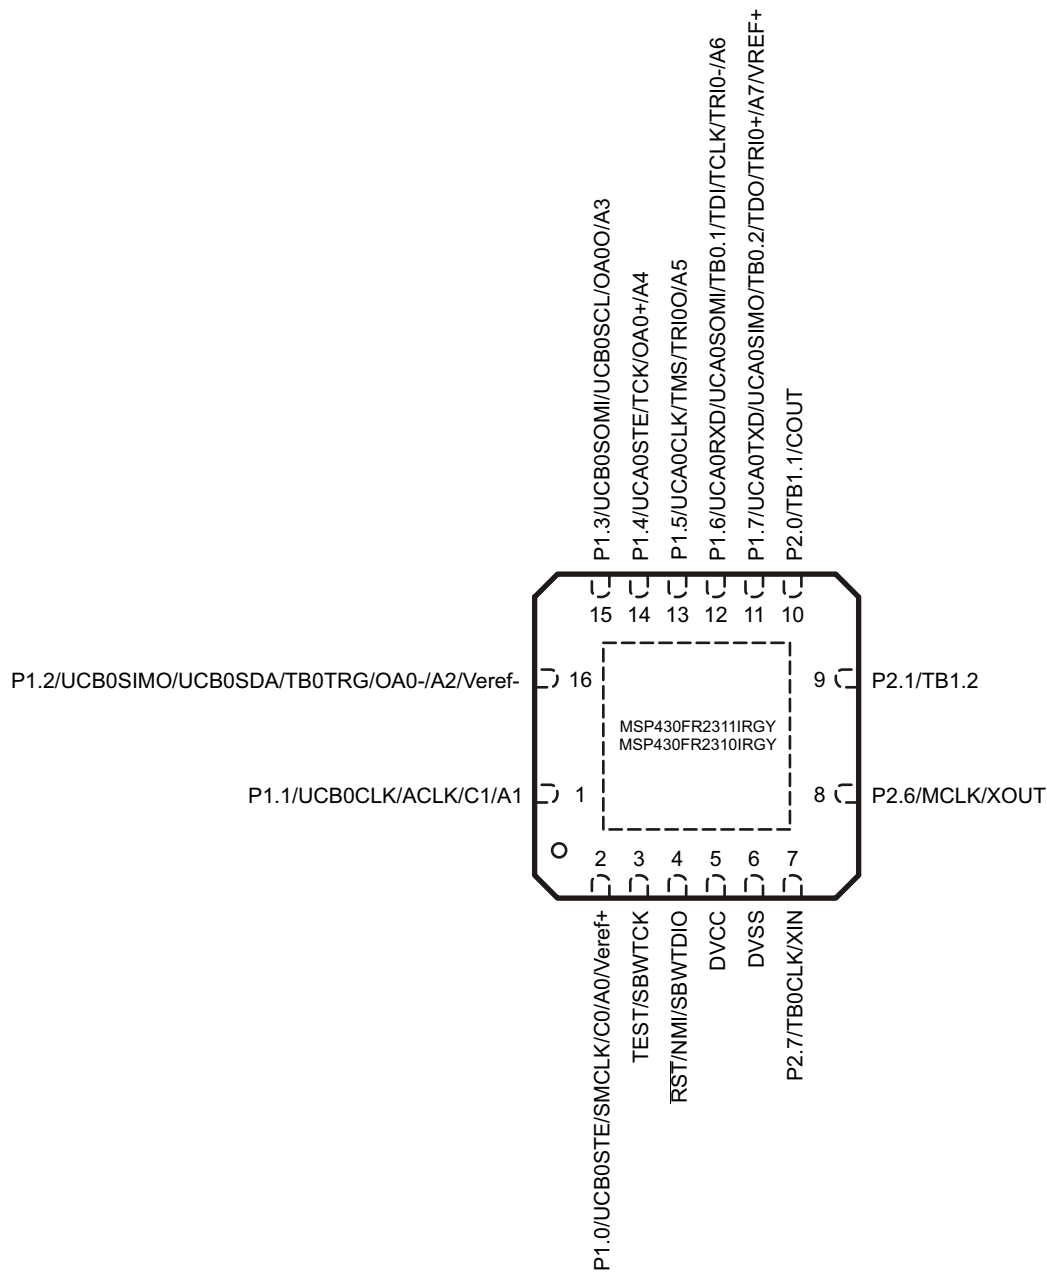 P1.3/UCB0SOMI/UCB0SCL/OA0O/A3
P1.4/UCA0STE/TCK/OA0+/A4
P1.5/UCA0CLK/TMS/TRI0O/A5
P1.6/UCA0RXD/UCA0SOMI/TB0.1/TDI/TCLK/TRI0-/A6
P1.7/UCA0TXD/UCA0SIMO/TB0.2/TDO/TRI0+/A7/VREF+
P2.0/TB1.1/COUT
15
14
13
12
11
10
P1.2/UCB0SIMO/UCB0SDA/TB0TRG/OA0-/A2/Veref-
16
9
P2.1/TB1.2
MSP430FR2311IRGY
MSP430FR2310IRGY
P1.1/UCB0CLK/ACLK/C1/A1
1
8
P2.6/MCLK/XOUT
2
3
4
5
6
7
P1.0/UCB0STE/SMCLK/C0/A0/Veref+
TEST/SBWTCK
RST/NMI/SBWTDIO
DVCC
DVSS
P2.7/TB0CLK/XIN